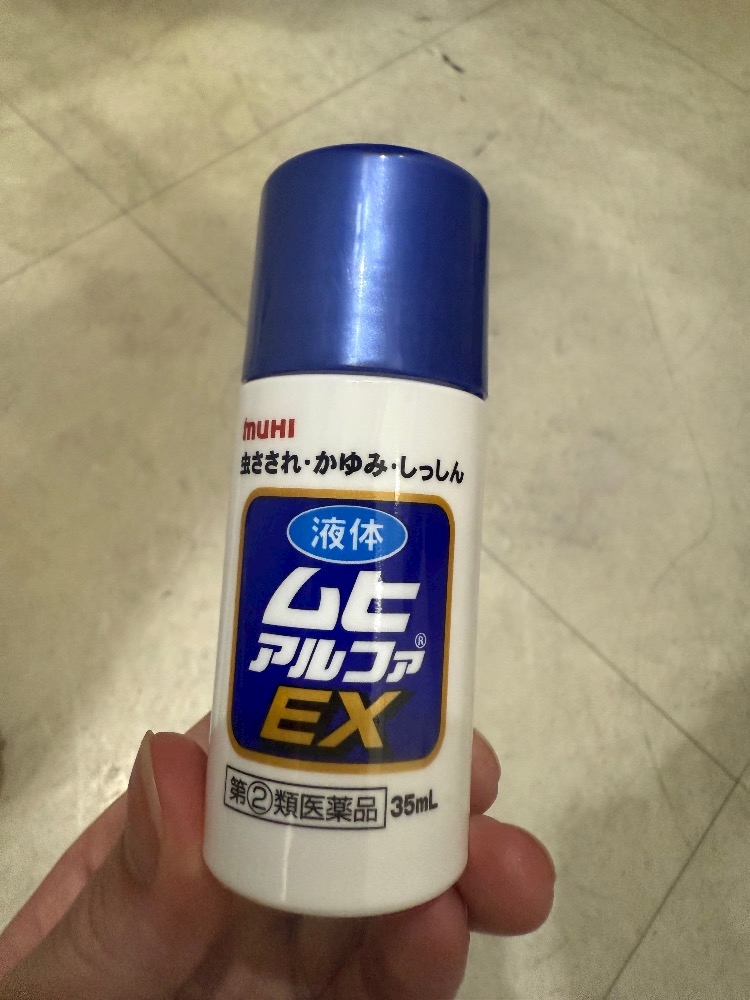 muHI
虫さされ・かゆみ・しっしん
液体
ムヒ
アルファ®
EX
第②類医薬品 35mL